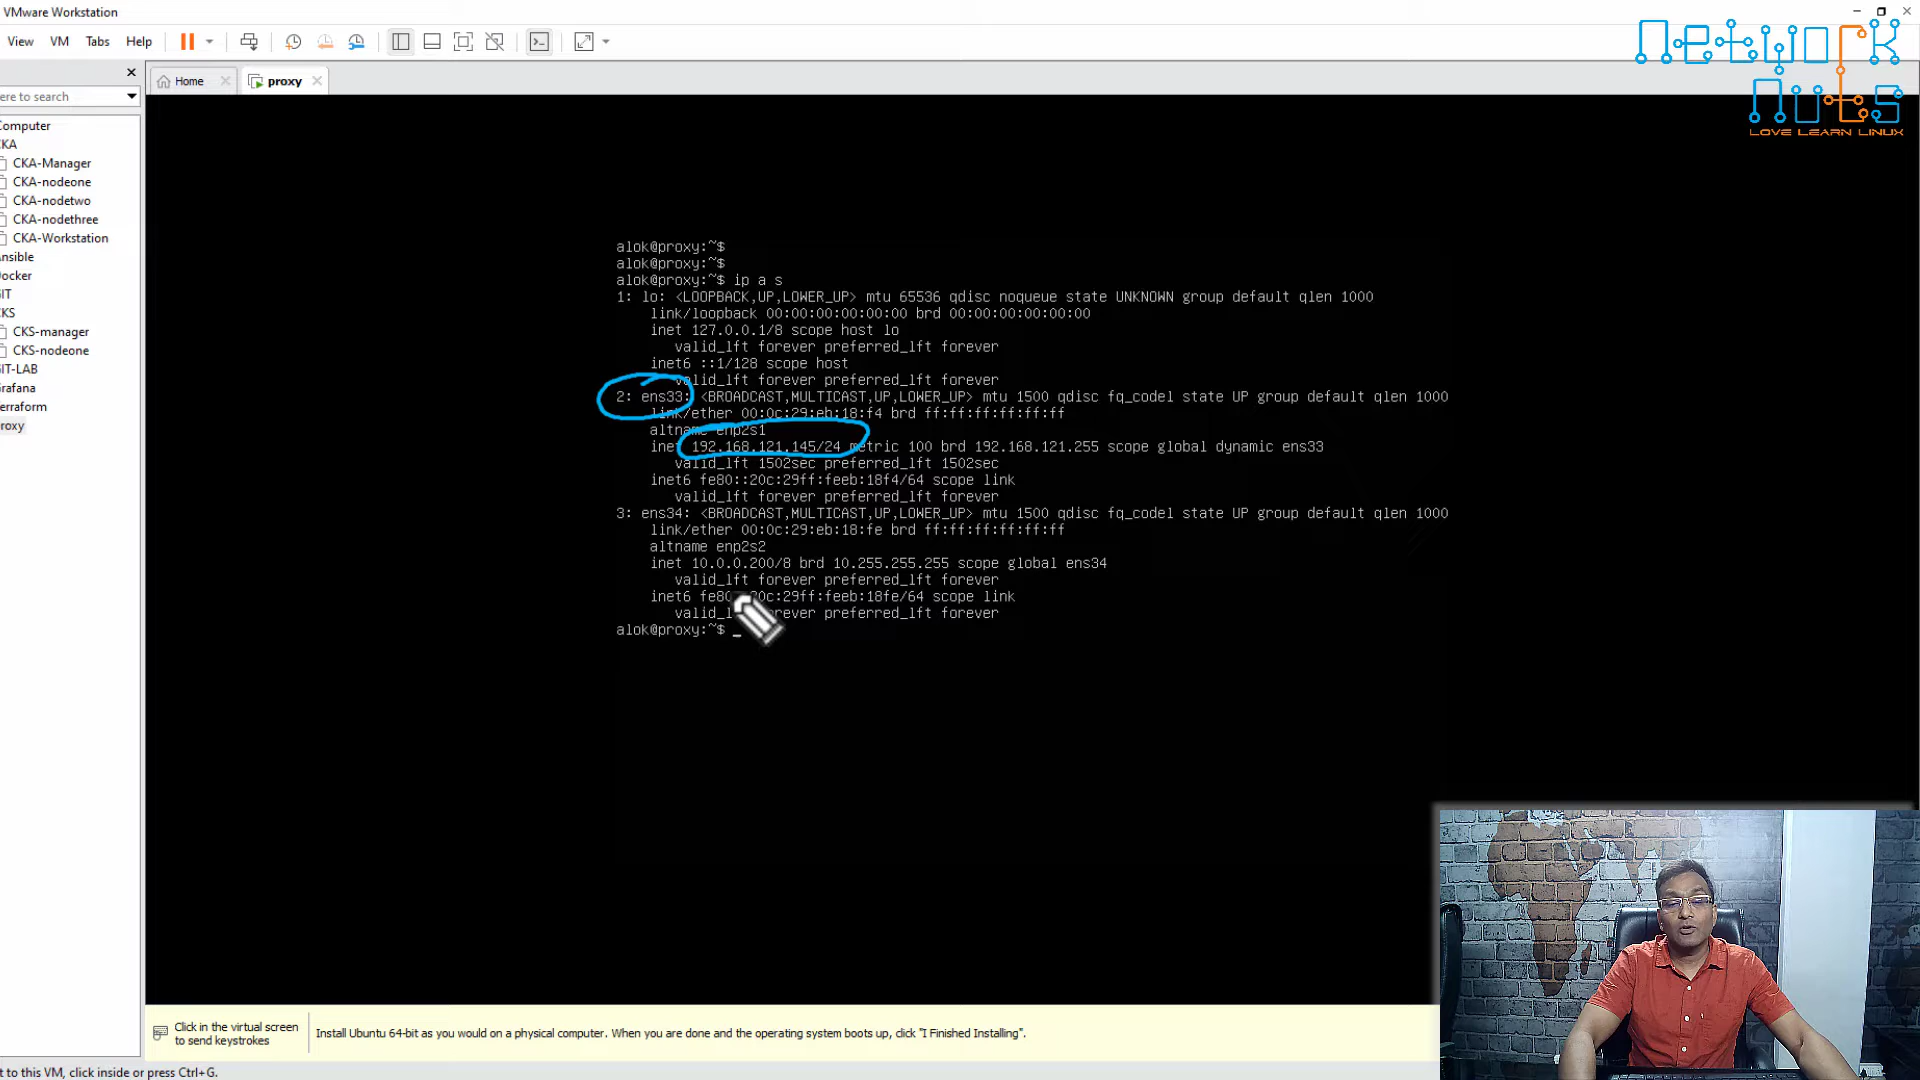 VMware Workstation
View VM Tabs Help
Network
Nuts
LOVE LEARN LINUX
ere to search
Home
proxy
Computer
CKA
CKA-Manager
CKA-nodeone
CKA-nodetwo
CKA-nodethree
CKA-Workstation
nsible
ocker
IT
KS
CKS-manager
CKS-nodeone
IT-LAB
rafana
erraform
roxy
alok@proxy:~$
alok@proxy:~$
alok@proxy:~$ ip a s
1: lo: <LOOPBACK,UP,LOWER_UP> mtu 65536 qdisc noqueue state UNKNOWN group default qlen 1000
link/loopback 00:00:00:00:00:00 brd 00:00:00:00:00:00
inet 127.0.0.1/8 scope host lo
valid_lft forever preferred_lft forever
inet6 ::1/128 scope host
valid_lft forever preferred_lft forever
2: ens33: <BROADCAST,MULTICAST,UP,LOWER_UP> mtu 1500 qdisc fq_codel state UP group default qlen 1000
link/ether 00:0c:29:eb:18:f4 brd ff:ff:ff:ff:ff:ff
altname enp2s1
inet 192.168.121.145/24 metric 100 brd 192.168.121.255 scope global dynamic ens33
valid_lft 1502sec preferred_lft 1502sec
inet6 fe80::20c:29ff:feeb:18f4/64 scope link
valid_lft forever preferred_lft forever
3: ens34: <BROADCAST,MULTICAST,UP,LOWER_UP> mtu 1500 qdisc fq_codel state UP group default qlen 1000
link/ether 00:0c:29:eb:18:fe brd ff:ff:ff:ff:ff:ff
altname enp2s2
inet 10.0.0.200/8 brd 10.255.255.255 scope global ens34
valid_lft forever preferred_lft forever
inet6 fe80 20c:29ff:feeb:18fe/64 scope link
valid_l rever preferred_lft forever
alok@proxy:~$ _
Click in the virtual screen
to send keystrokes
Install Ubuntu 64-bit as you would on a physical computer. When you are done and the operating system boots up, click "I Finished Installing".
t to this VM, click inside or press Ctrl+G.